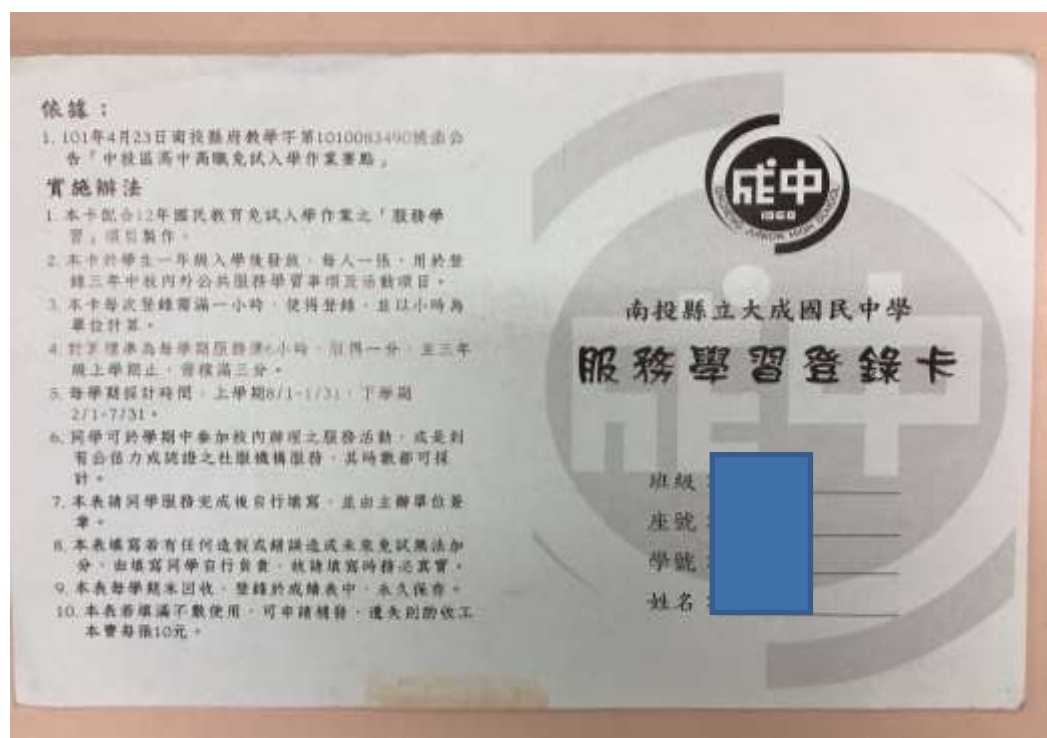 依據：
1. 101年4月23日南投縣府教學字第1010083490號函公
告「中投區高中高職免試入學作業要點」
實施辦法
1. 本卡配合12年國民教育免試入學作業之「服務學
習」項目製作。
2. 本卡於學生一年級入學後發放，每人一張，用於登
錄三年中校內外公共服務學習事項及活動項目。
3. 本卡每次登錄需滿一小時，使得登錄，並以小時為
單位計算。
4. 計算標準為每學期服務滿6小時，取得一分，至三年
級上學期止，需積滿三分。
5. 每學期採計時間，上學期8/1-1/31，下學期
2/1-7/31。
6. 同學可於學期中參加校內辦理之服務活動，或是到
有公信力或認證之社服機構服務，其時數都可採
計。
7. 本表請同學服務完成後自行填寫，並由主辦單位簽
章。
8. 本表填寫若有任何造假或錯誤造成未來免試無法加
分，由填寫同學自行負責，故請填寫時務必真實。
9. 本表每學期末回收，登錄於成績表中，永久保存。
10. 本表若填滿不敷使用，可申請補發，遺失則酌收工
本費每張10元。
成中
DACHENG JUNIOR HIGH SCHOOL
南投縣立大成國民中學
服務學習登錄卡
班級
座號
學號
姓名